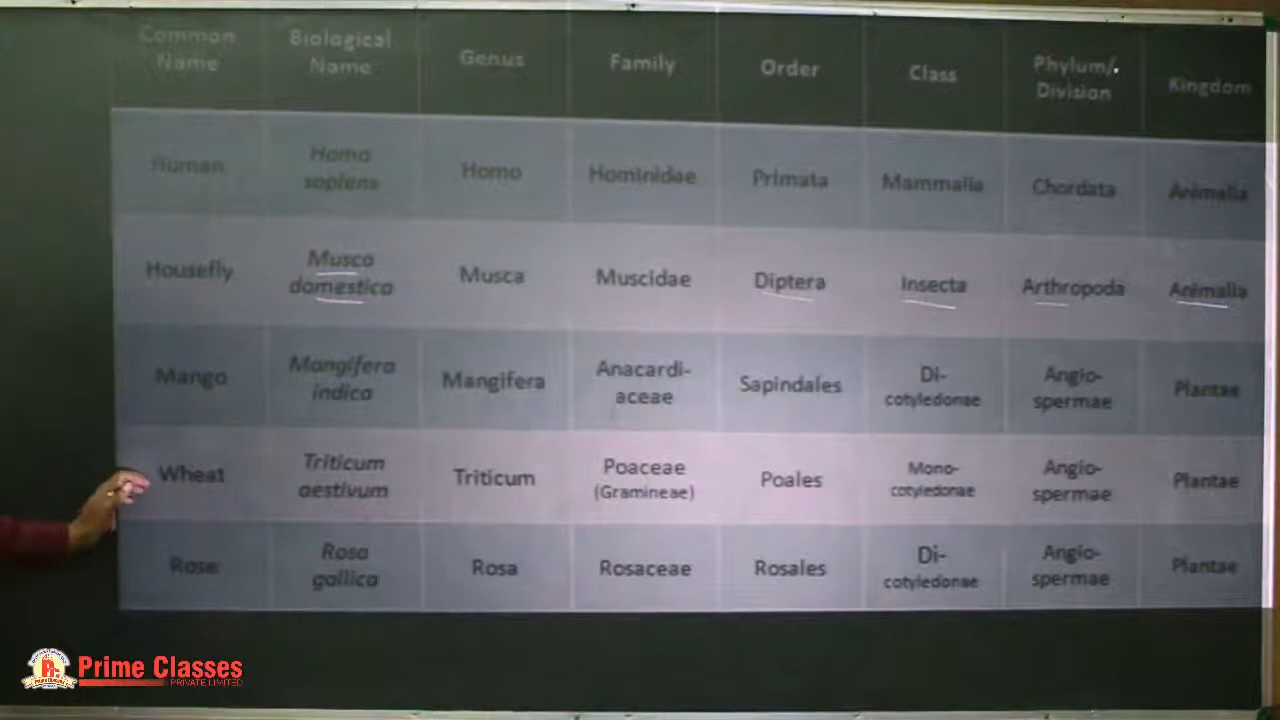 Common Name
Biological Name
Genus
Family
Order
Class
Phylum/ Division
Kingdom
Human
Homo sapiens
Homo
Hominidae
Primata
Mammalia
Chordata
Animalia
Housefly
Musca domestica
Musca
Muscidae
Diptera
Insecta
Arthropoda
Animalia
Mango
Mangifera indica
Mangifera
Anacardi-aceae
Sapindales
Di-cotyledonae
Angio-spermae
Plantae
Wheat
Triticum aestivum
Triticum
Poaceae (Gramineae)
Poales
Mono-cotyledonae
Angio-spermae
Plantae
Rose
Rosa gallica
Rosa
Rosaceae
Rosales
Di-cotyledonae
Angio-spermae
Plantae
Prime Classes
PRIVATE LIMITED